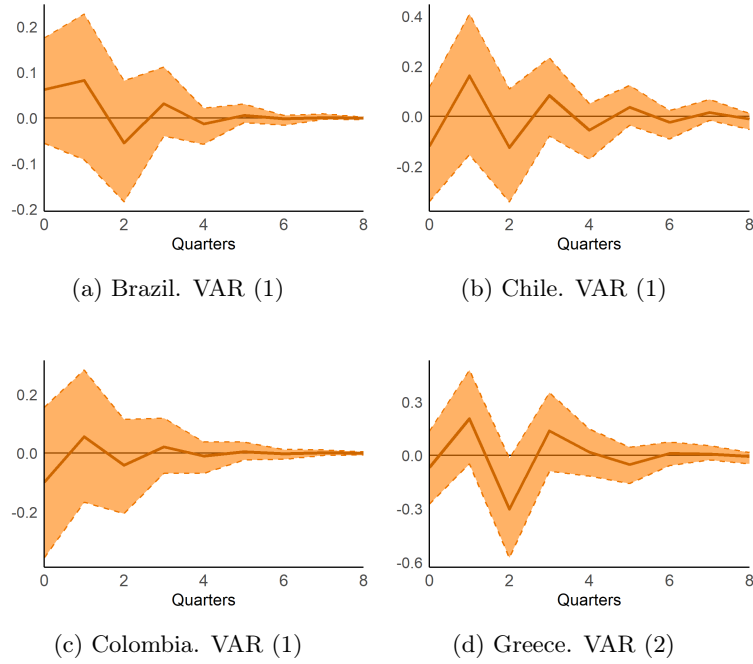 0.2
0.1
0.0
-0.1
-0.2
0 2 4 6 8
Quarters
(a) Brazil. VAR (1)
0.4
0.2
0.0
-0.2
0 2 4 6 8
Quarters
(b) Chile. VAR (1)
0.2
0.0
-0.2
0 2 4 6 8
Quarters
(c) Colombia. VAR (1)
0.3
0.0
-0.3
-0.6
0 2 4 6 8
Quarters
(d) Greece. VAR (2)